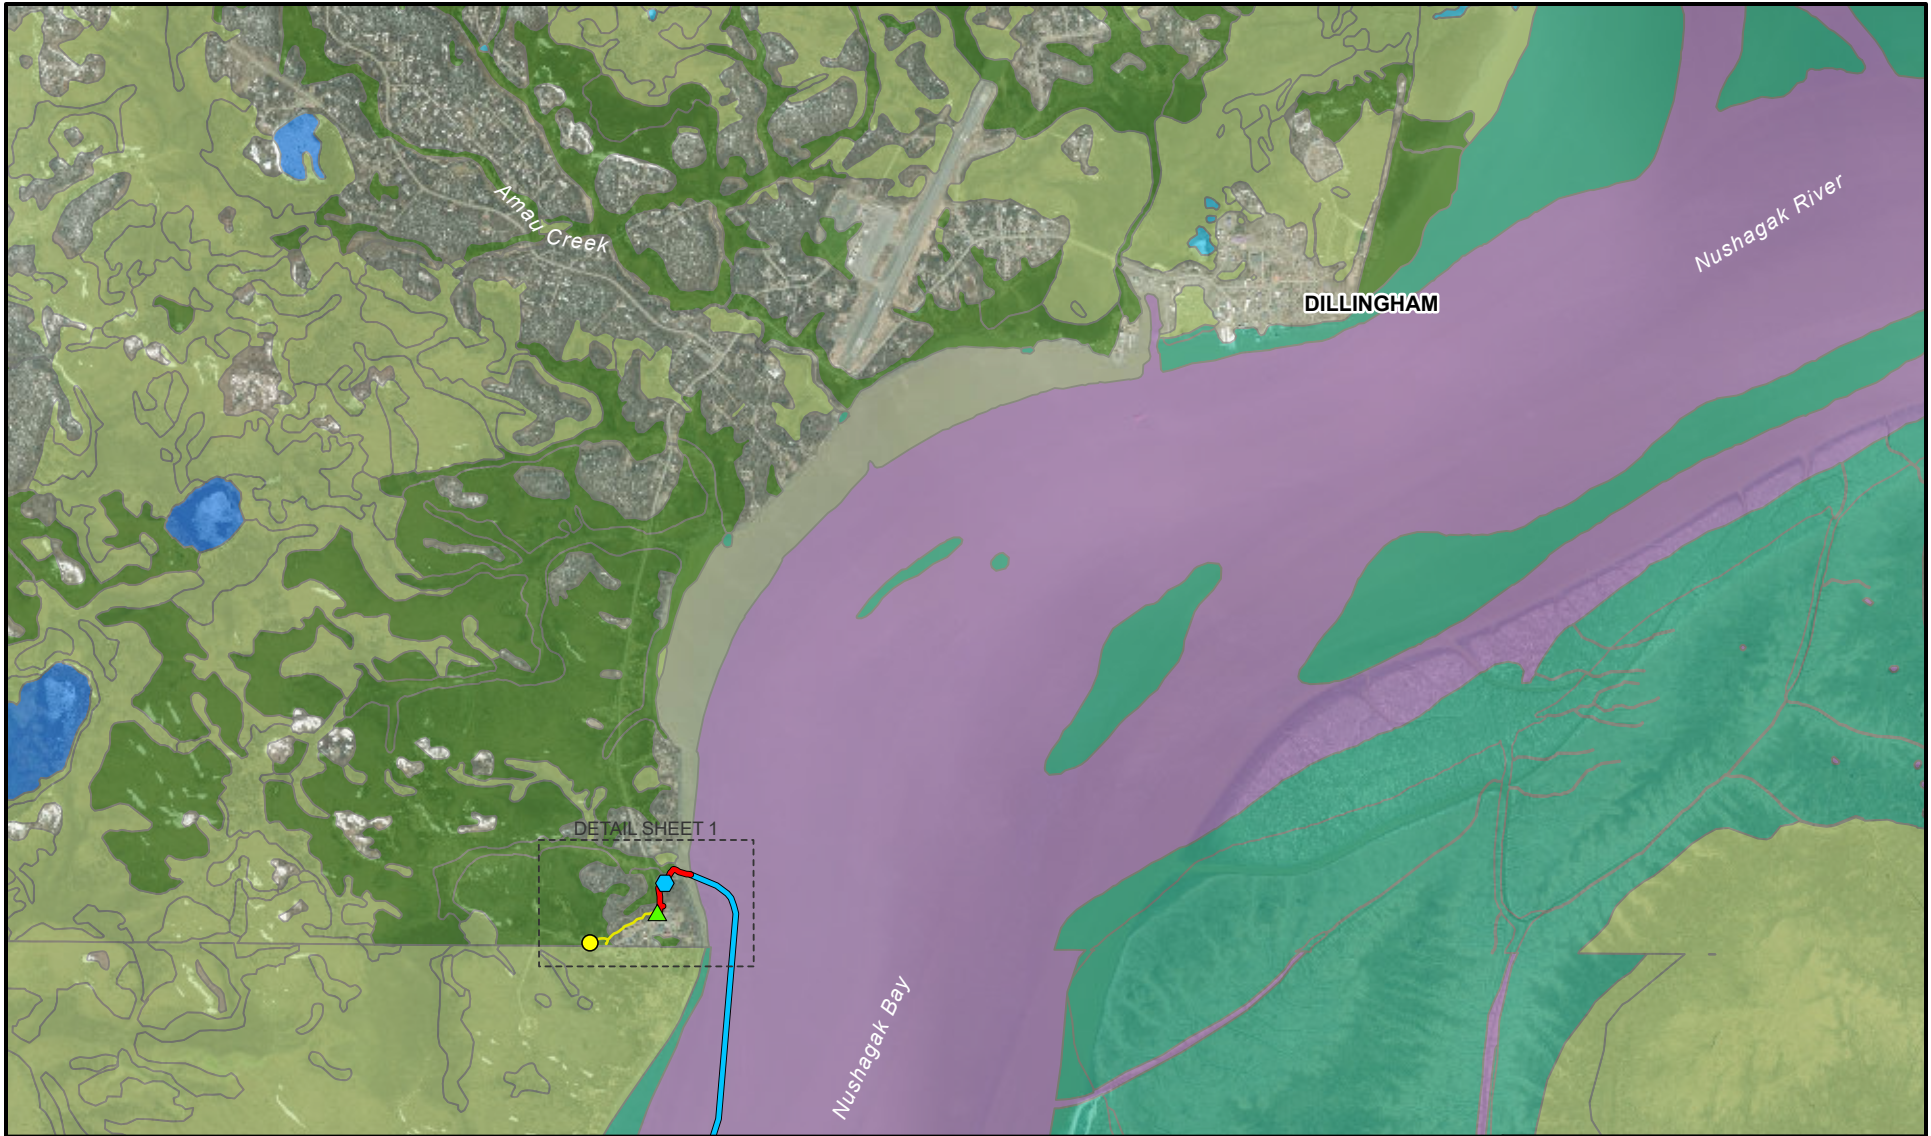 Amau Creek
Nushagak River
DILLINGHAM
DETAIL SHEET 1
Nushagak Bay